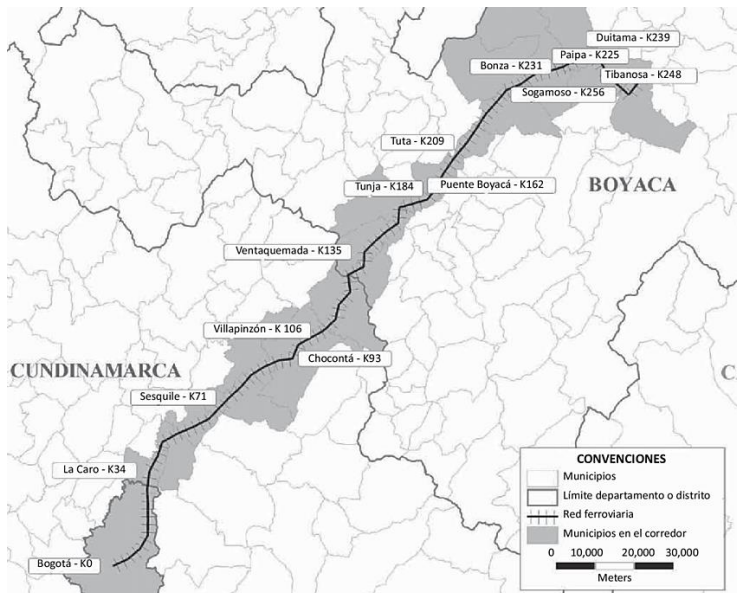 Duitama - K239
Paipa - K225
Bonza - K231
Tibanosa - K248
Sogamoso - K256
Tuta - K209
Tunja - K184
Puente Boyacá - K162
BOYACA
Ventaquemada - K135
Villapinzón - K 106
Chocontá - K93
CUNDINAMARCA
C
Sesquile - K71
La Caro - K34
Bogotá - K0
CONVENCIONES
Municipios
Límite departamento o distrito
Red ferroviaria
Municipios en el corredor
0 10,000 20,000 30,000
Meters